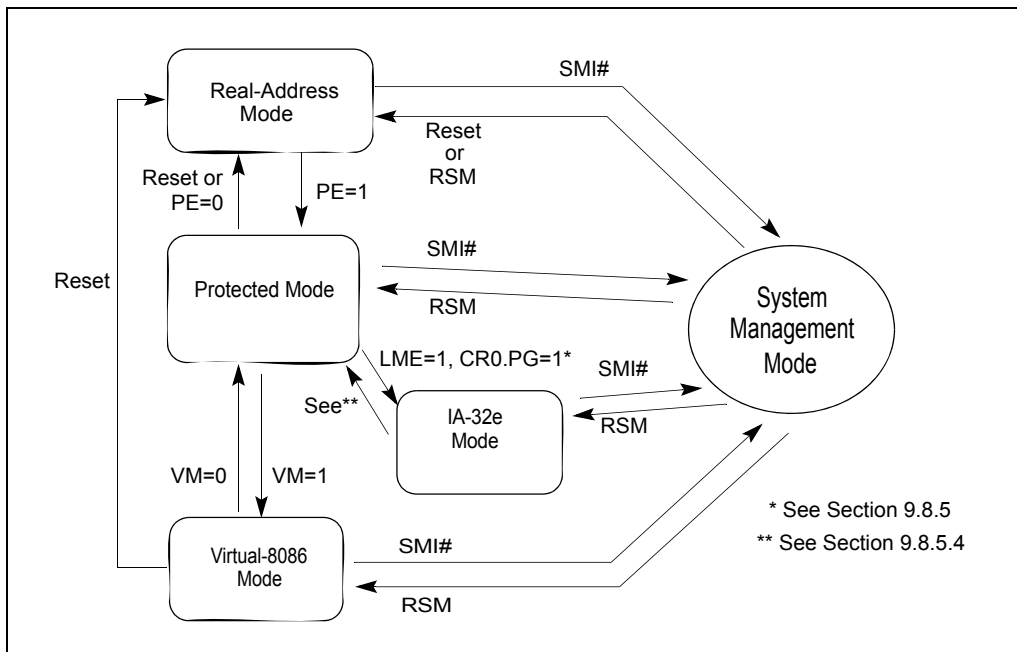 SMI#
Real-Address
Mode
Reset
or
RSM
Reset or
PE=0
PE=1
SMI#
Reset
Protected Mode
RSM
System
Management
Mode
LME=1, CR0.PG=1*
SMI#
See**
IA-32e
Mode
RSM
VM=0
VM=1
* See Section 9.8.5
** See Section 9.8.5.4
Virtual-8086
Mode
SMI#
RSM